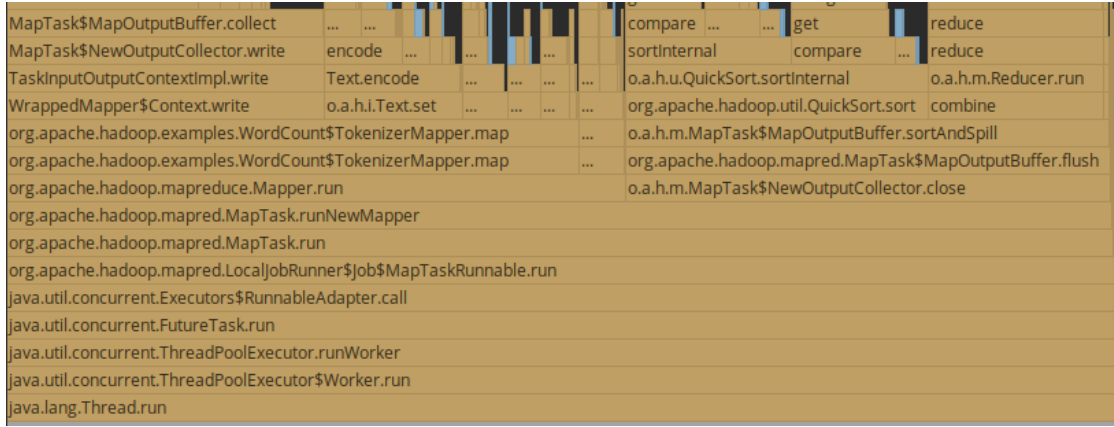 MapTask$MapOutputBuffer.collect ... ... compare ... ... get reduce
MapTask$NewOutputCollector.write encode ... ... ... ... sortInternal compare ... reduce
TaskInputOutputContextImpl.write Text.encode ... ... ... ... o.a.h.u.QuickSort.sortInternal o.a.h.m.Reducer.run
WrappedMapper$Context.write o.a.h.i.Text.set ... ... ... ... org.apache.hadoop.util.QuickSort.sort combine
org.apache.hadoop.examples.WordCount$TokenizerMapper.map ... o.a.h.m.MapTask$MapOutputBuffer.sortAndSpill
org.apache.hadoop.examples.WordCount$TokenizerMapper.map ... org.apache.hadoop.mapred.MapTask$MapOutputBuffer.flush
org.apache.hadoop.mapreduce.Mapper.run o.a.h.m.MapTask$NewOutputCollector.close
org.apache.hadoop.mapred.MapTask.runNewMapper
org.apache.hadoop.mapred.MapTask.run
org.apache.hadoop.mapred.LocalJobRunner$Job$MapTaskRunnable.run
java.util.concurrent.Executors$RunnableAdapter.call
java.util.concurrent.FutureTask.run
java.util.concurrent.ThreadPoolExecutor.runWorker
java.util.concurrent.ThreadPoolExecutor$Worker.run
java.lang.Thread.run